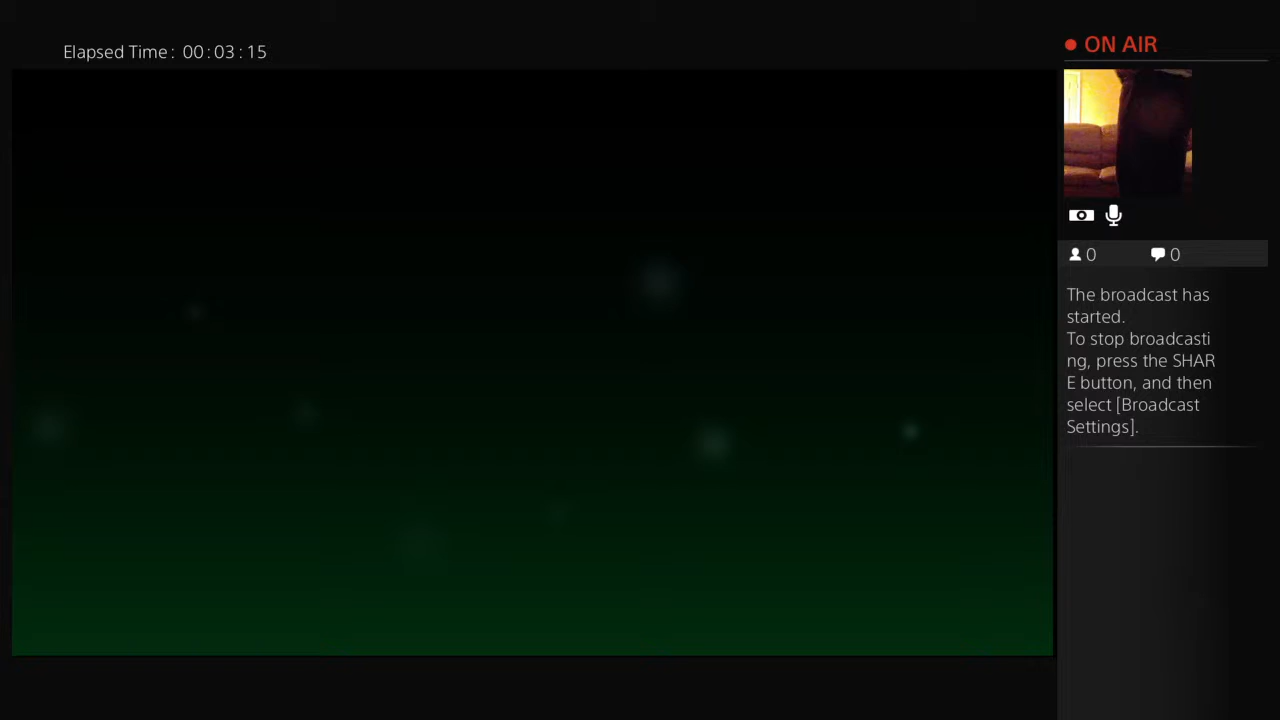 Elapsed Time: 00:03:15
ON AIR
0 0
The broadcast has
started.
To stop broadcasti
ng, press the SHAR
E button, and then
select [Broadcast
Settings].